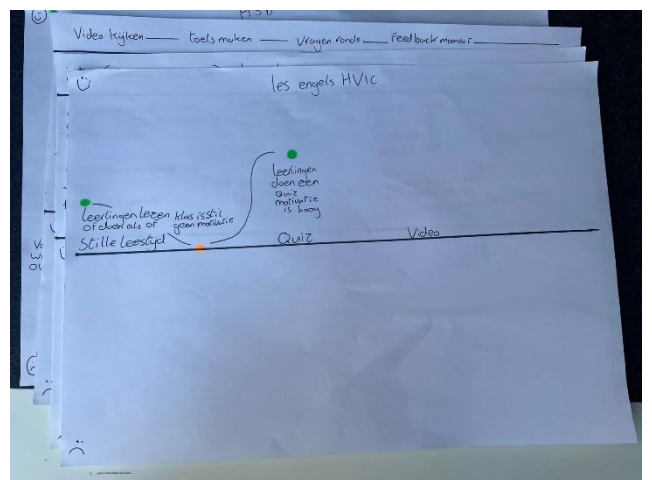 Video kijken toets maken Vragen ronde Feedback moment
les engels HV1c
Leerlingen
doen een
Quiz
motivatie
is hoog
Leerlingen lezen
of doen als of
klas is stil
geen motivatie
Stille leestijd
Quiz
Video